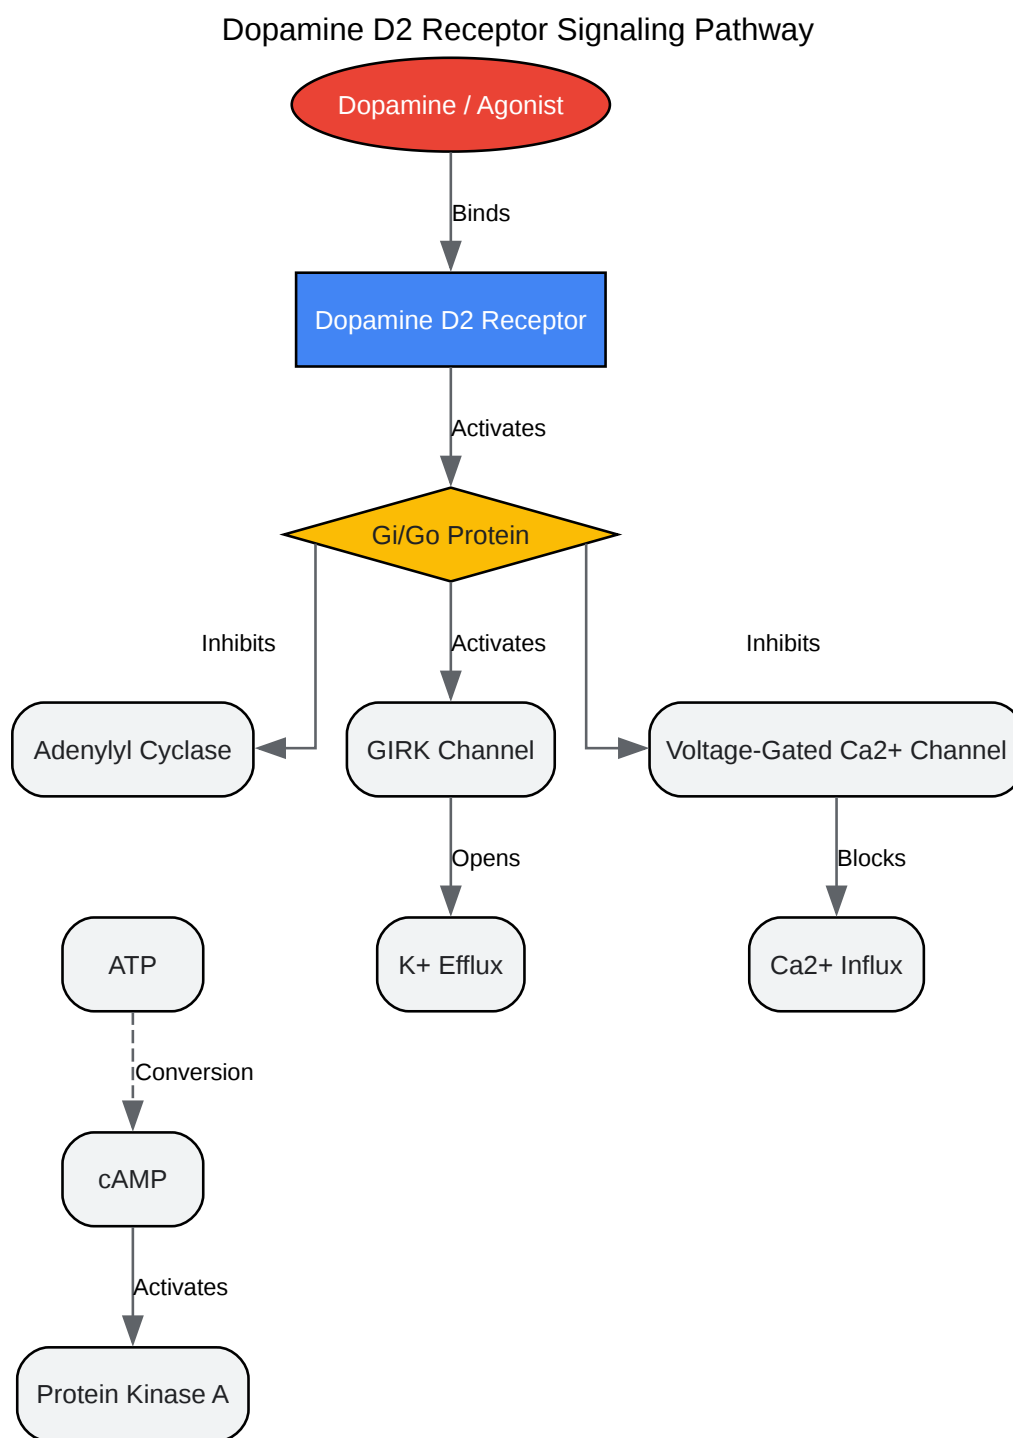 Dopamine D2 Receptor Signaling Pathway
Dopamine / Agonist
Binds
Dopamine D2 Receptor
Activates
Gi/Go Protein
Inhibits
Activates
Inhibits
Adenylyl Cyclase
GIRK Channel
Voltage-Gated Ca2+ Channel
Opens
Blocks
ATP
K+ Efflux
Ca2+ Influx
Conversion
cAMP
Activates
Protein Kinase A